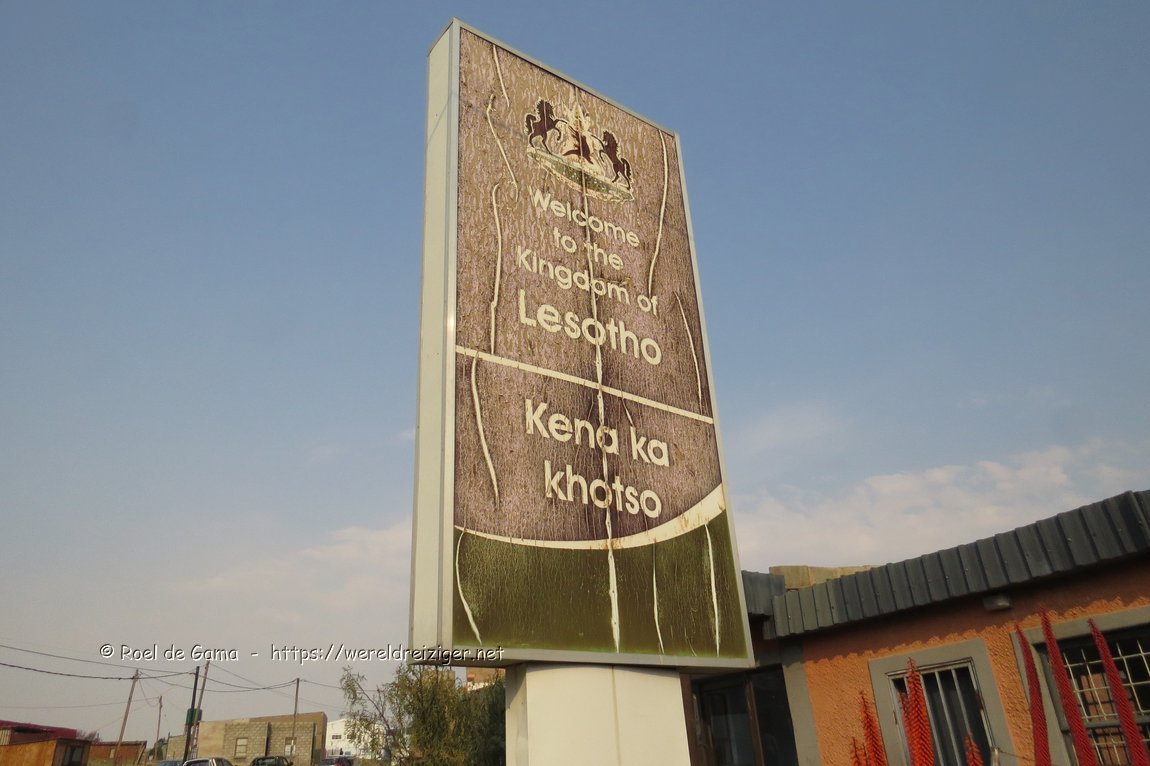 Welcome
to the
Kingdom of
Lesotho
Kena ka
khotso
© Roel de Gama - https://wereldreiziger.net